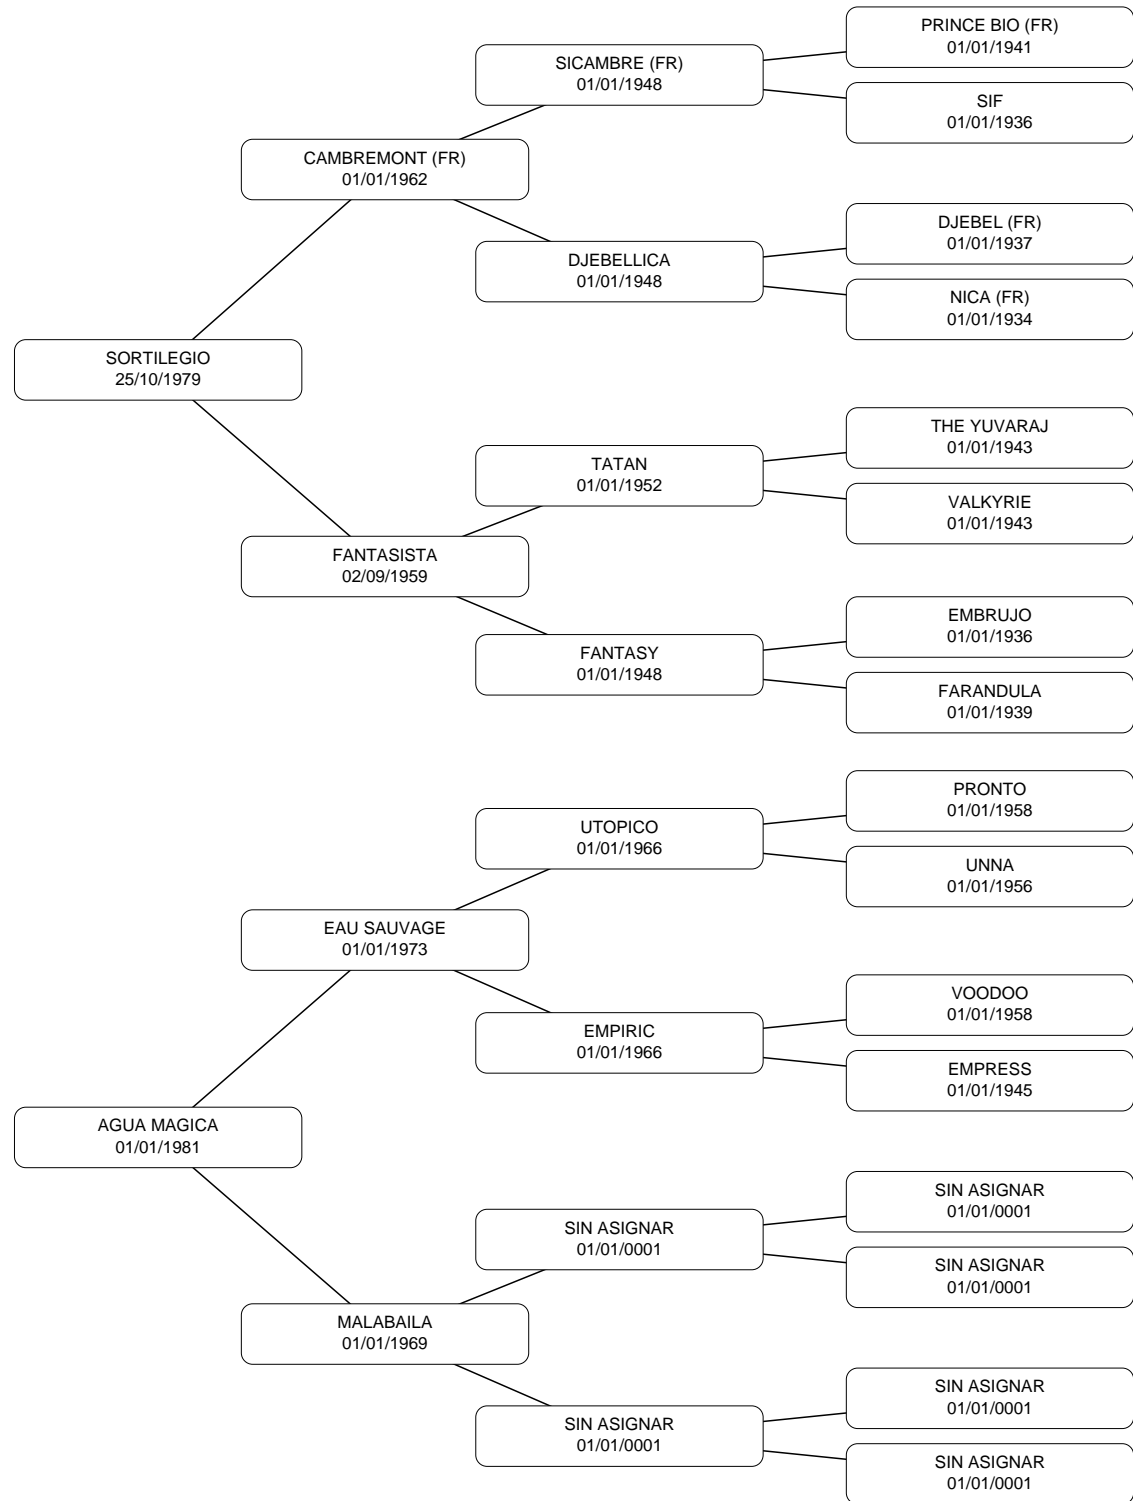 PRINCE BIO (FR)
01/01/1941
SICAMBRE (FR)
01/01/1948
SIF
01/01/1936
CAMBREMONT (FR)
01/01/1962
DJEBEL (FR)
01/01/1937
DJEBELLICA
01/01/1948
NICA (FR)
01/01/1934
SORTILEGIO
25/10/1979
THE YUVARAJ
01/01/1943
TATAN
01/01/1952
VALKYRIE
01/01/1943
FANTASISTA
02/09/1959
EMBRUJO
01/01/1936
FANTASY
01/01/1948
FARANDULA
01/01/1939
PRONTO
01/01/1958
UTOPICO
01/01/1966
UNNA
01/01/1956
EAU SAUVAGE
01/01/1973
VOODOO
01/01/1958
EMPIRIC
01/01/1966
EMPRESS
01/01/1945
AGUA MAGICA
01/01/1981
SIN ASIGNAR
01/01/0001
SIN ASIGNAR
01/01/0001
SIN ASIGNAR
01/01/0001
MALABAILA
01/01/1969
SIN ASIGNAR
01/01/0001
SIN ASIGNAR
01/01/0001
SIN ASIGNAR
01/01/0001